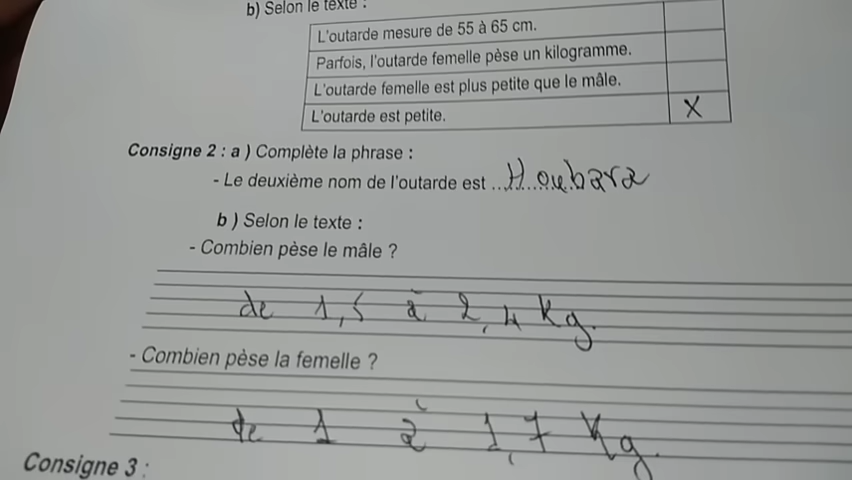 b) Selon le texte :
L'outarde mesure de 55 à 65 cm.
Parfois, l'outarde femelle pèse un kilogramme.
L'outarde femelle est plus petite que le mâle.
L'outarde est petite. X
Consigne 2 : a ) Complète la phrase :
- Le deuxième nom de l'outarde est ...Houbara
b ) Selon le texte :
- Combien pèse le mâle ?
de 1,5 à 2,4 kg.
- Combien pèse la femelle ?
de 1 à 1,7 Kg.
Consigne 3 :